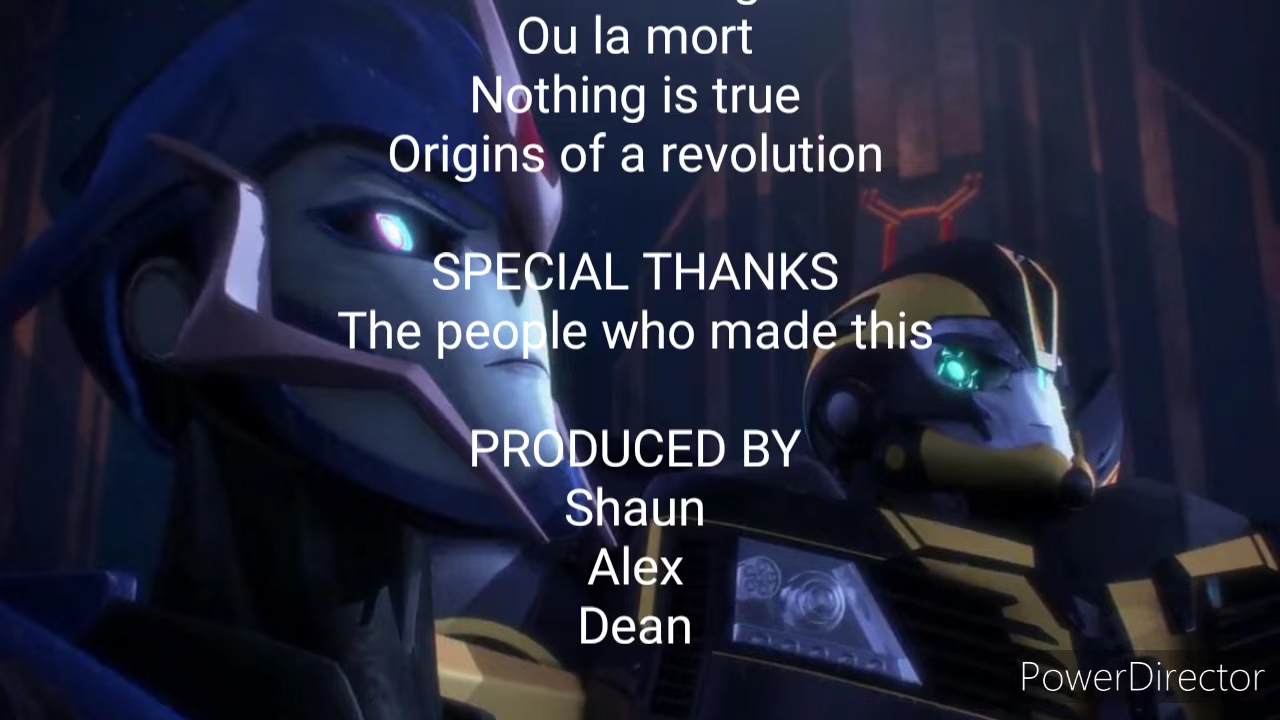 Ou la mort
Nothing is true
Origins of a revolution
SPECIAL THANKS
The people who made this
PRODUCED BY
Shaun
Alex
Dean
PowerDirector